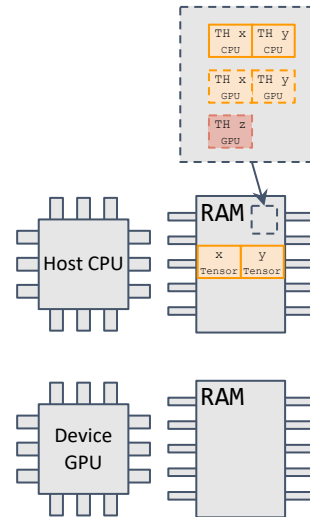 TH x TH y
CPU CPU
TH x TH y
GPU GPU
TH z
GPU
RAM
Host CPU
x y
Tensor Tensor
RAM
Device
GPU